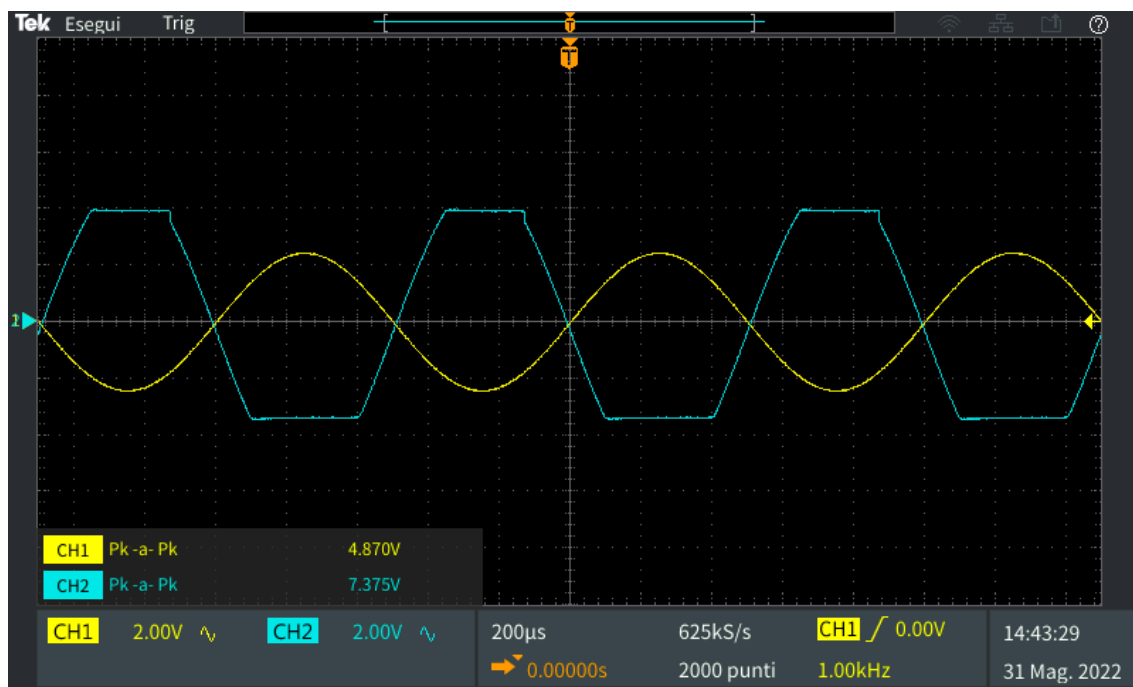 Tek Esegui Trig
T
T
2
CH1 Pk -a- Pk 4.870V
CH2 Pk -a- Pk 7.375V
CH1 2.00V CH2 2.00V 200µs 625kS/s CH1 0.00V 14:43:29
0.00000s 2000 punti 1.00kHz 31 Mag. 2022